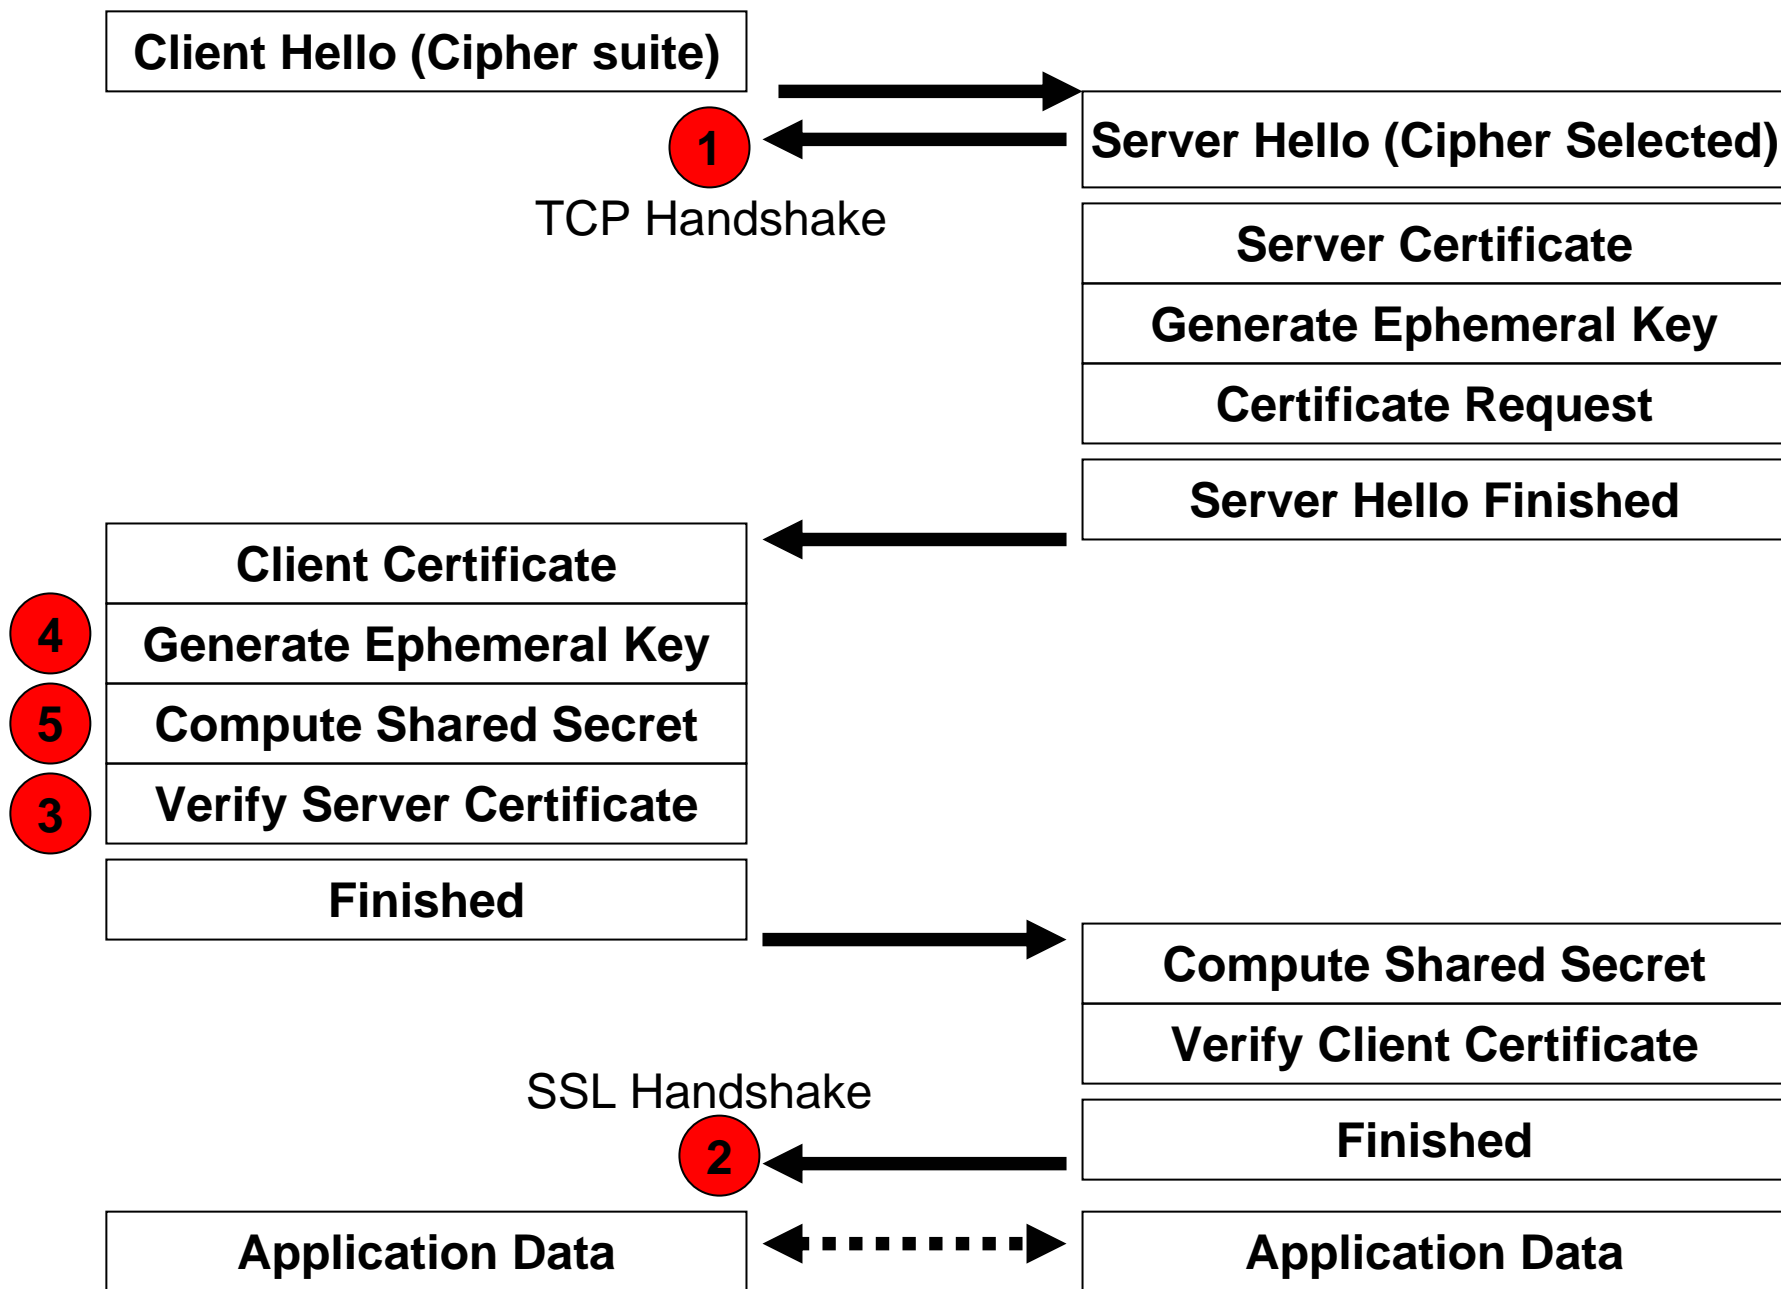 Client Hello (Cipher suite)
1
Server Hello (Cipher Selected)
TCP Handshake
Server Certificate
Generate Ephemeral Key
Certificate Request
Server Hello Finished
Client Certificate
4
Generate Ephemeral Key
5
Compute Shared Secret
3
Verify Server Certificate
Finished
Compute Shared Secret
Verify Client Certificate
SSL Handshake
2
Finished
Application Data
Application Data